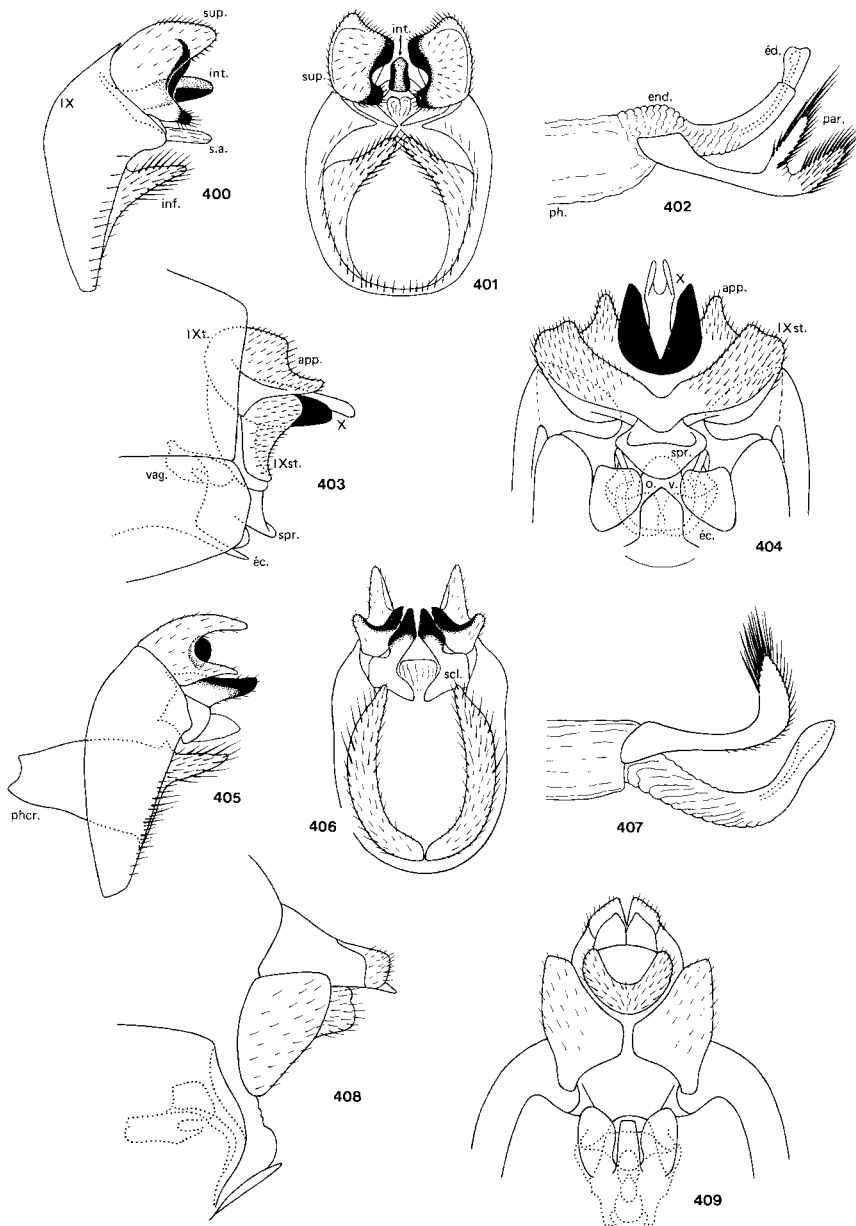 sup.
IX
int.
s.a.
inf.
400
int.
sup.
401
éd.
end.
par.
ph.
402
IXt.
app.
X
IXst.
vag.
403
spr.
éc.
X
app.
IXst.
spr.
o. v.
éc.
404
phcr.
405
scl.
406
407
408
409